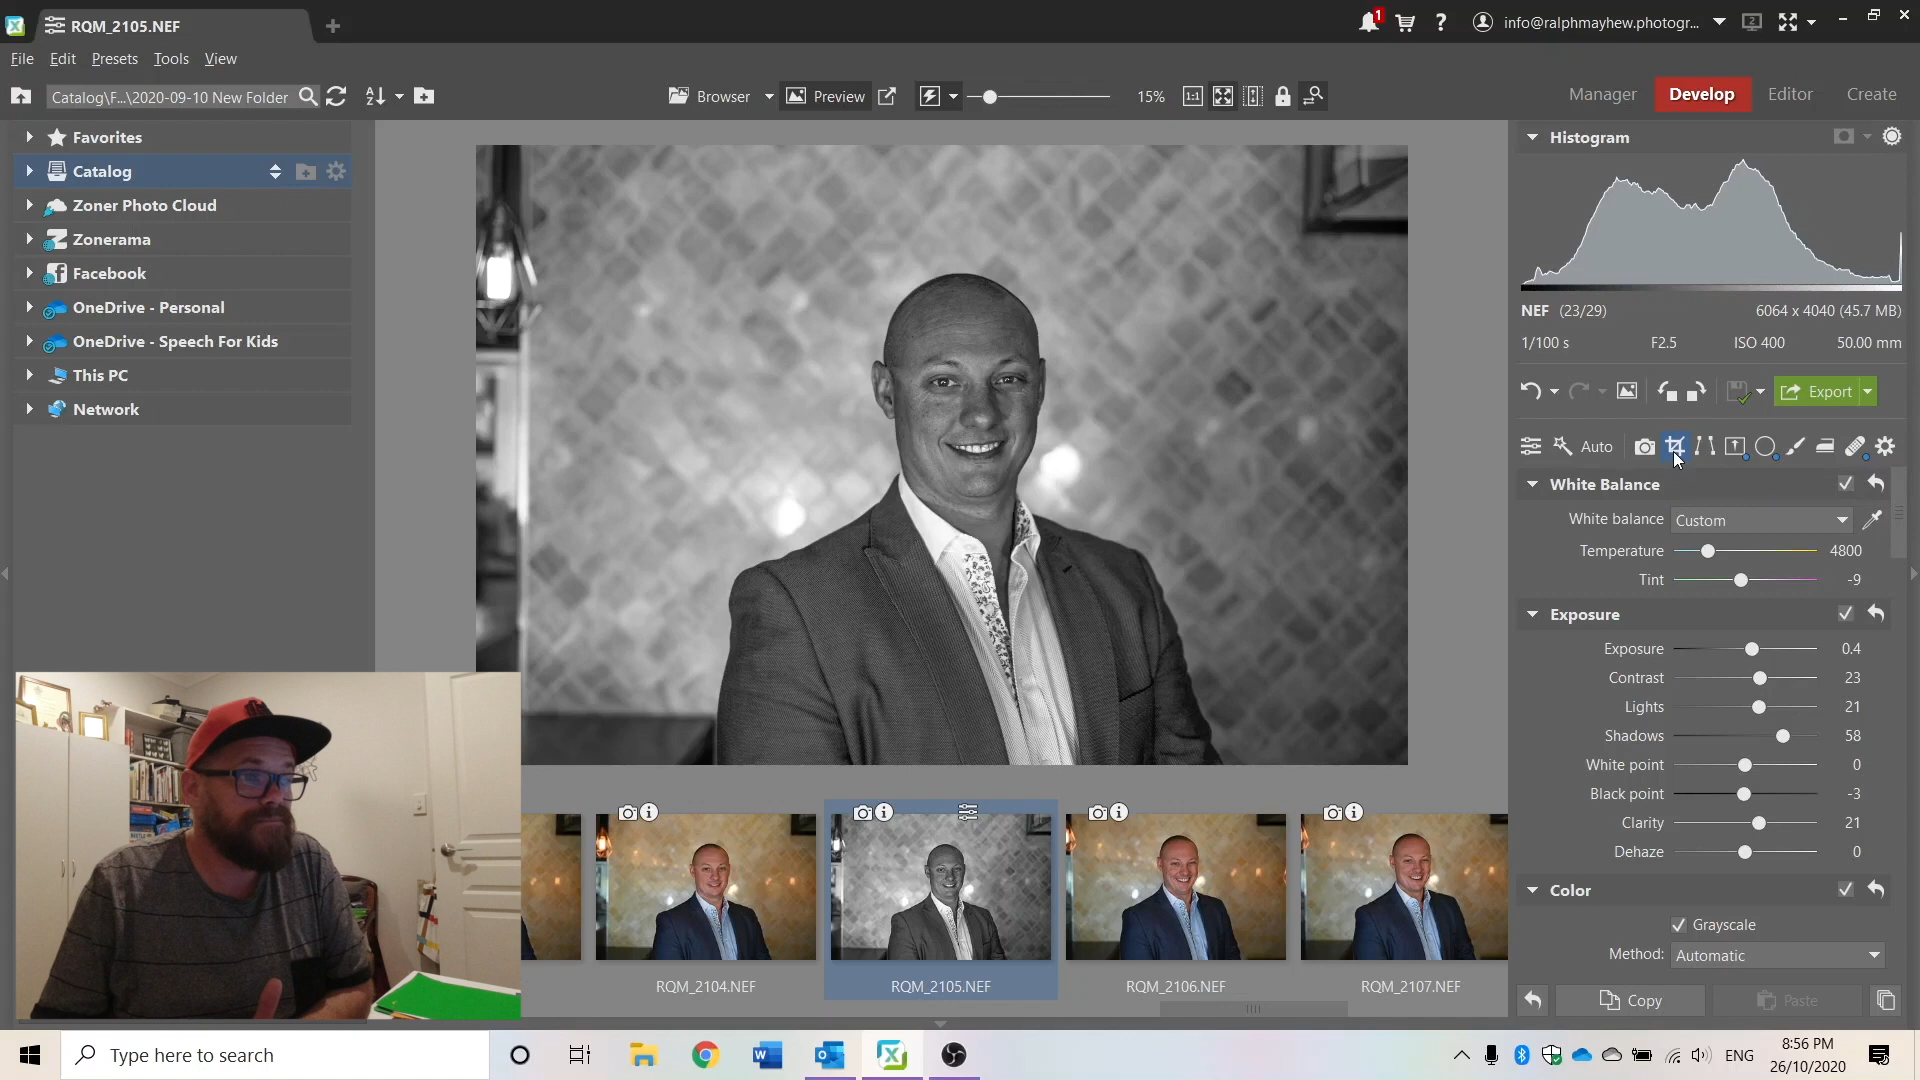 RQM_2105.NEF
1
info@ralphmayhew.photogr...
2
File Edit Presets Tools View
Catalog\F...\2020-09-10 New Folder
Browser Preview 15% 1:1
Manager Develop Editor Create
Favorites
Catalog
Zoner Photo Cloud
Zonerama
Facebook
OneDrive - Personal
OneDrive - Speech For Kids
This PC
Network
Histogram
NEF (23/29) 6064 x 4040 (45.7 MB)
1/100 s F2.5 ISO 400 50.00 mm
Export
Auto
White Balance
White balance Custom
Temperature 4800
Tint -9
Exposure
Exposure 0.4
Contrast 23
Lights 21
Shadows 58
White point 0
Black point -3
Clarity 21
Dehaze 0
Color
Grayscale
Method: Automatic
Copy Paste
RQM_2104.NEF RQM_2105.NEF RQM_2106.NEF RQM_2107.NEF
Type here to search
ENG
8:56 PM
26/10/2020